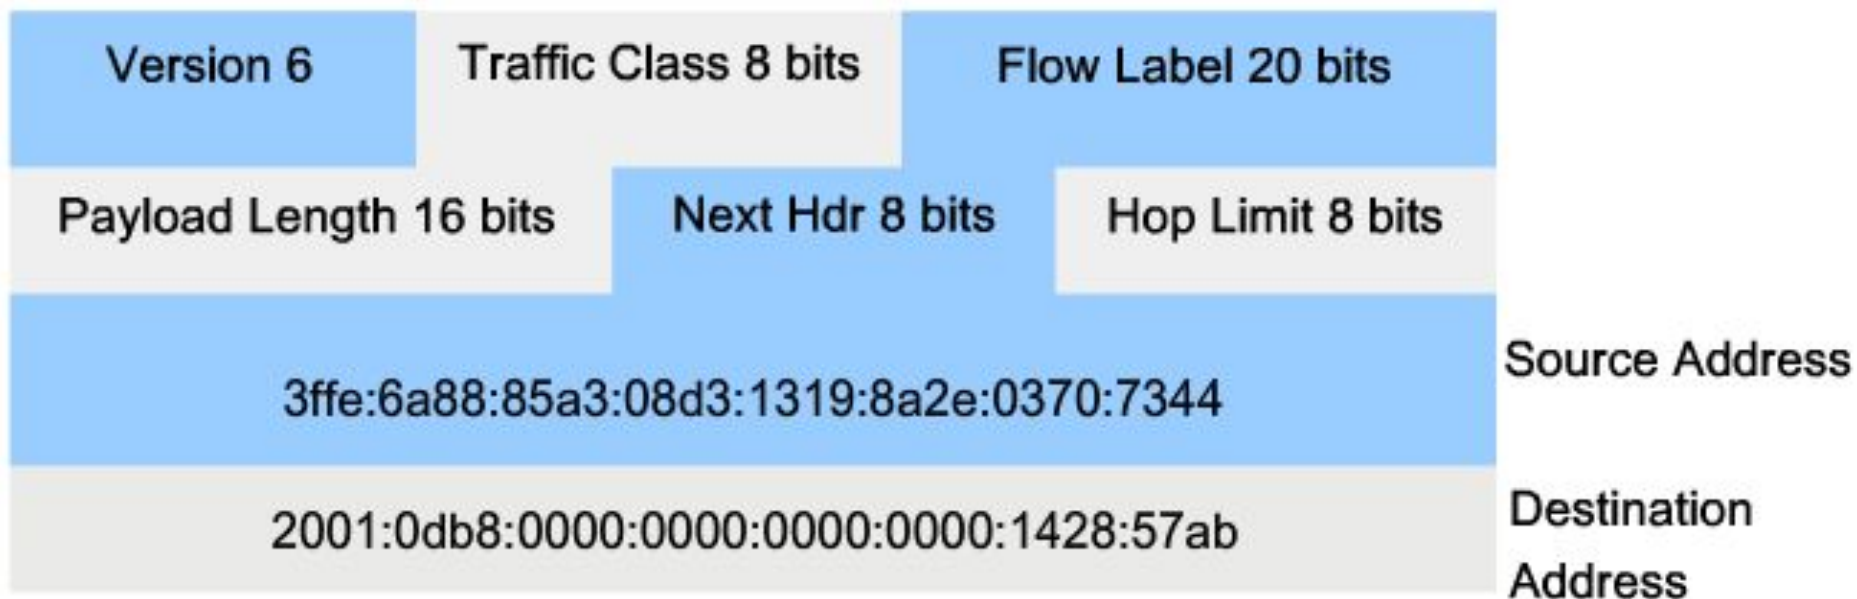 Version 6 Traffic Class 8 bits Flow Label 20 bits
Payload Length 16 bits Next Hdr 8 bits Hop Limit 8 bits
3ffe:6a88:85a3:08d3:1319:8a2e:0370:7344
Source Address
2001:0db8:0000:0000:0000:0000:1428:57ab
Destination
Address